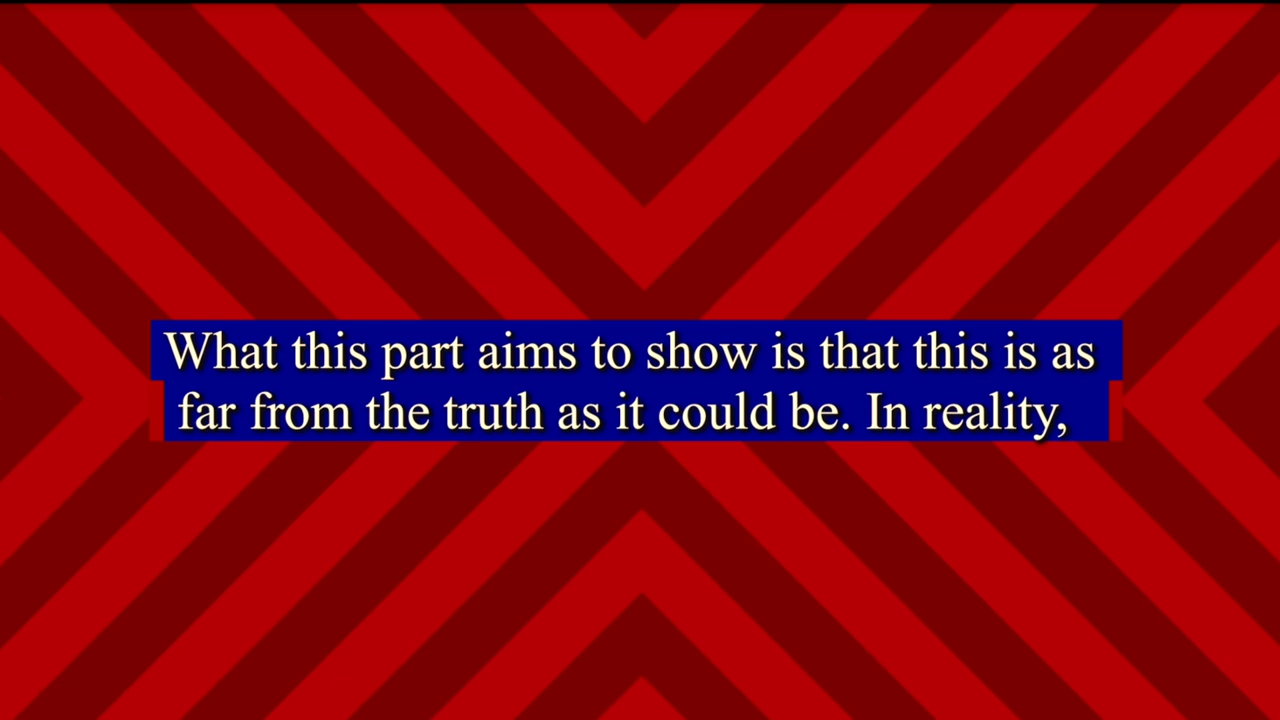 What this part aims to show is that this is as
far from the truth as it could be. In reality,